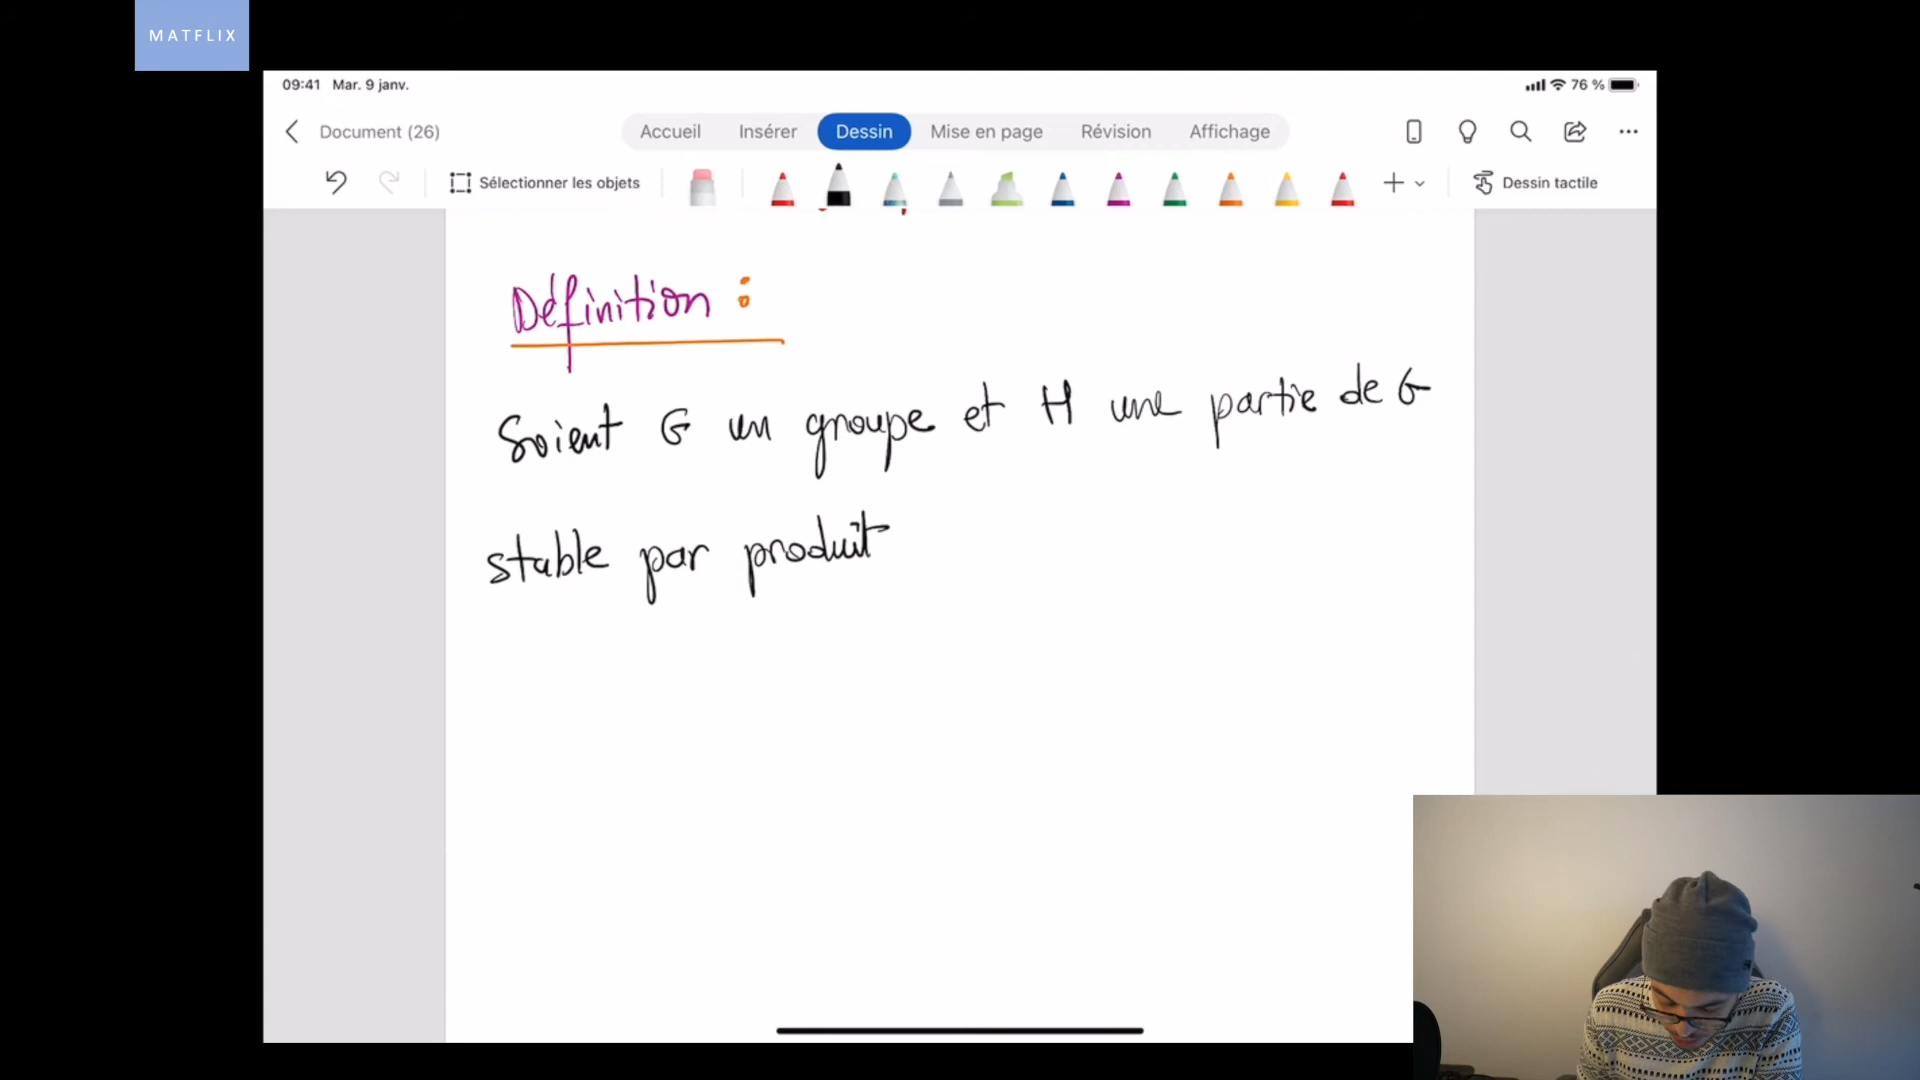 MATFLIX
09:41 Mar. 9 janv.
76 %
Document (26)
Accueil Insérer Dessin Mise en page Révision Affichage
Sélectionner les objets
Dessin tactile
Définition :
Soient G un groupe et H une partie de G
stable par produit